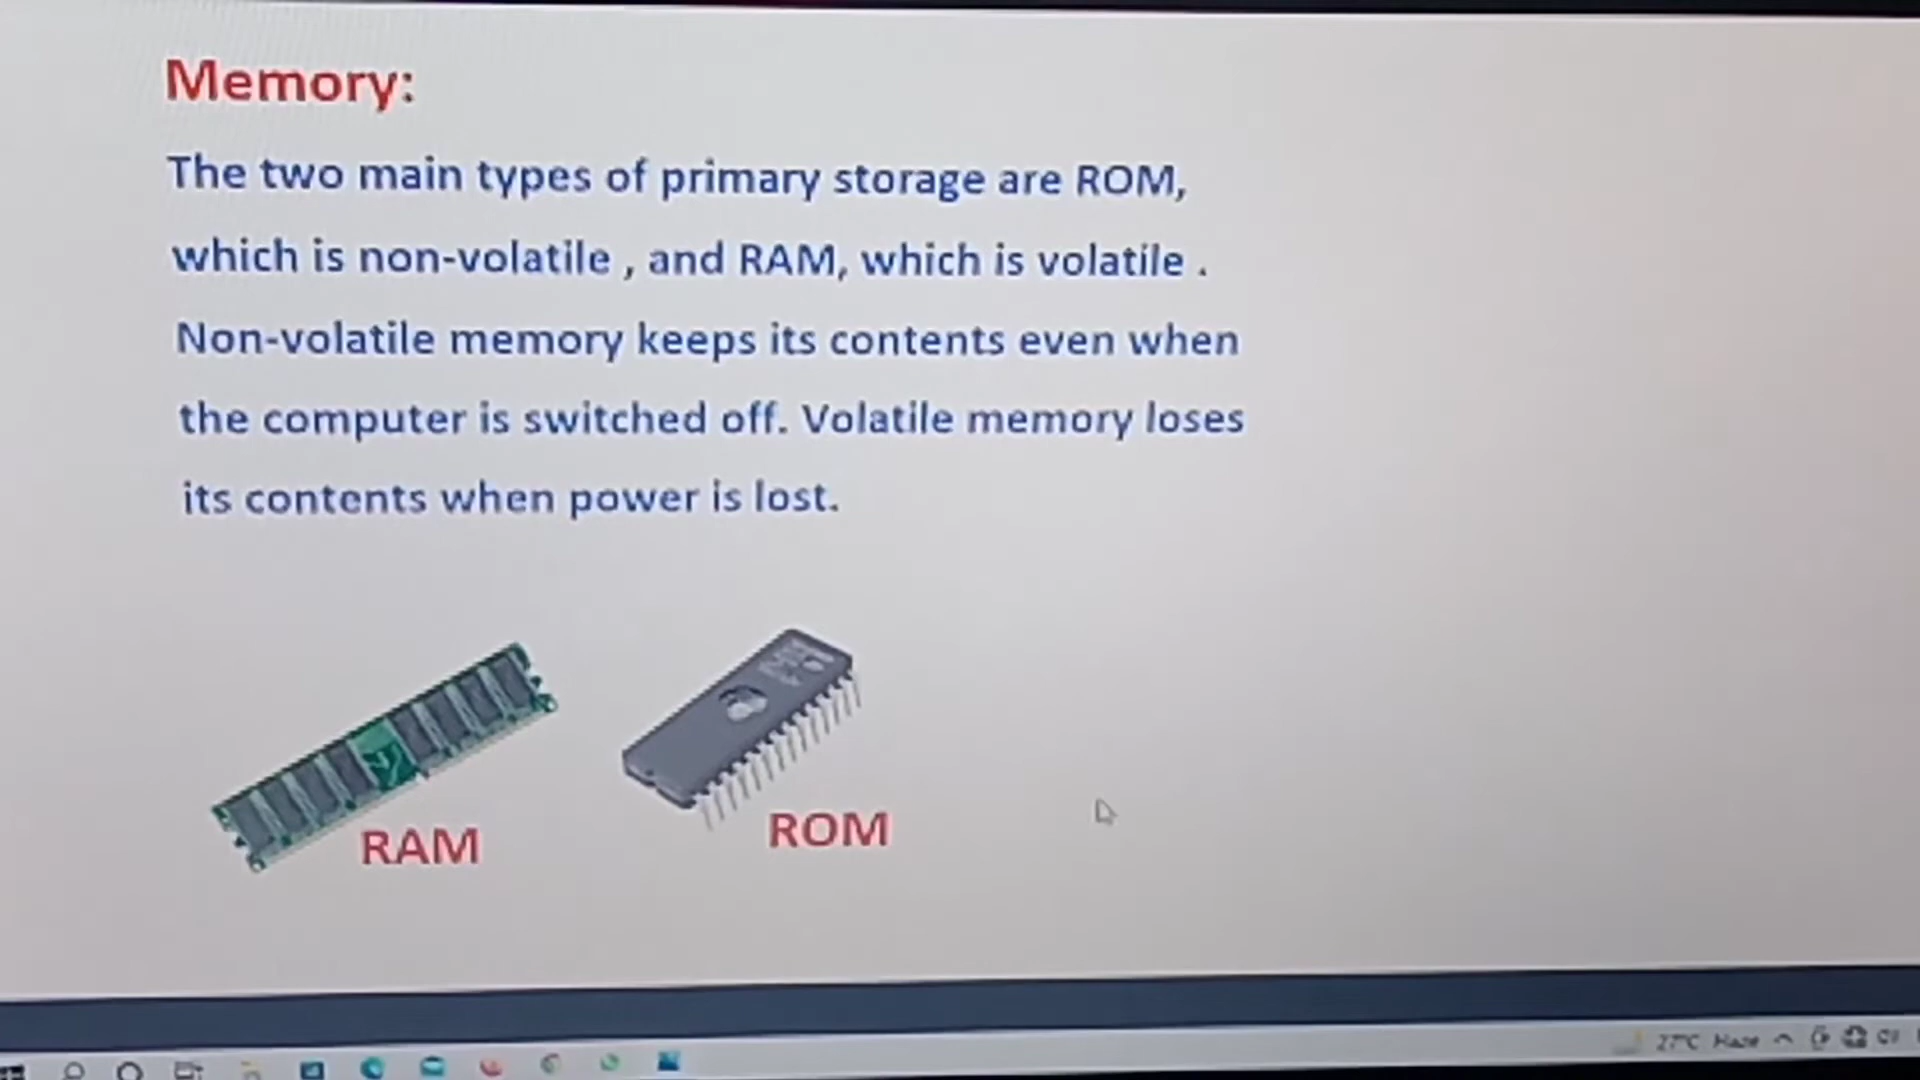 Memory:
The two main types of primary storage are ROM,
which is non-volatile , and RAM, which is volatile .
Non-volatile memory keeps its contents even when
the computer is switched off. Volatile memory loses
its contents when power is lost.
RAM
ROM
27°C Haze